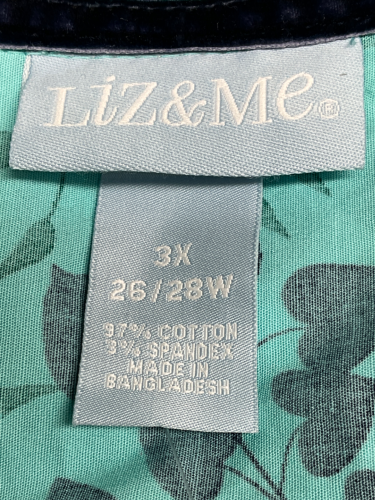 Liz&Me®
3X
26/28W
97% COTTON
3% SPANDEX
MADE IN
BANGLADESH